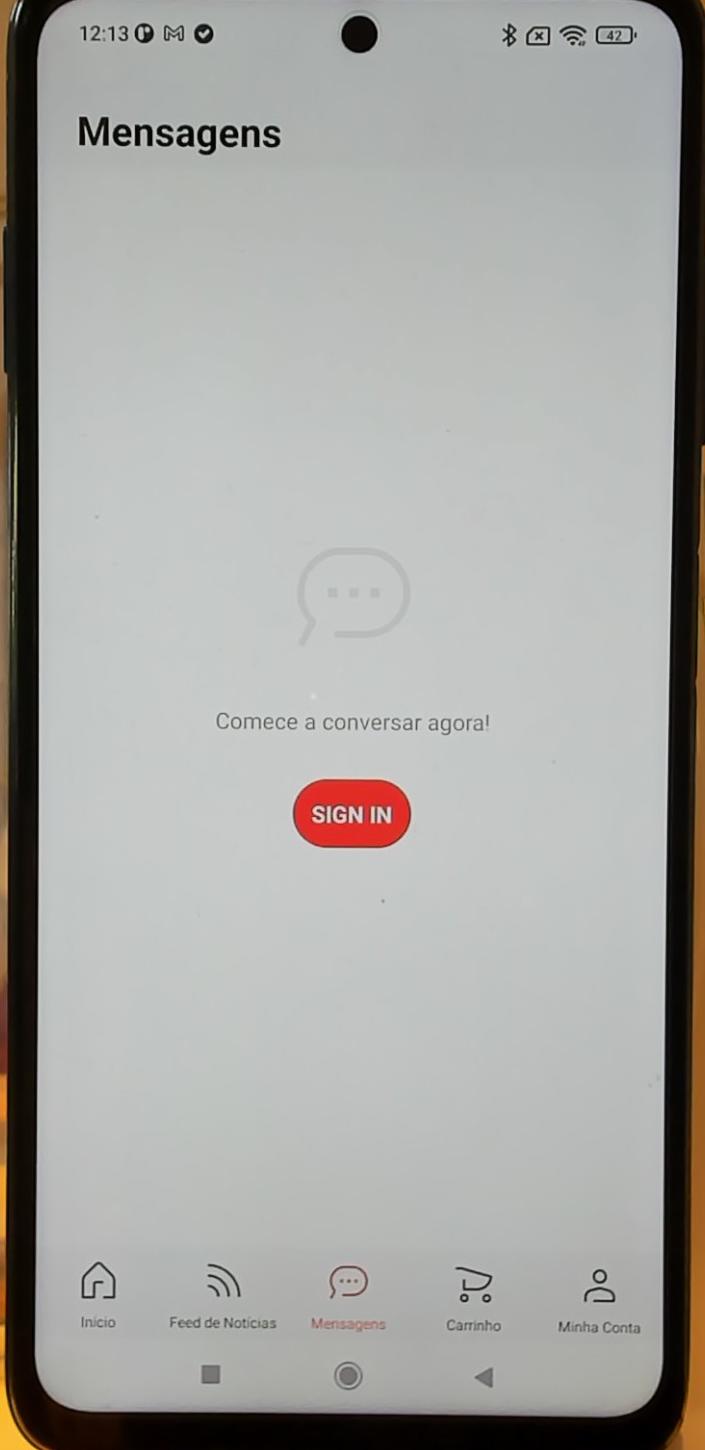 12:13
42
Mensagens
Comece a conversar agora!
SIGN IN
Início
Feed de Notícias
Mensagens
Carrinho
Minha Conta